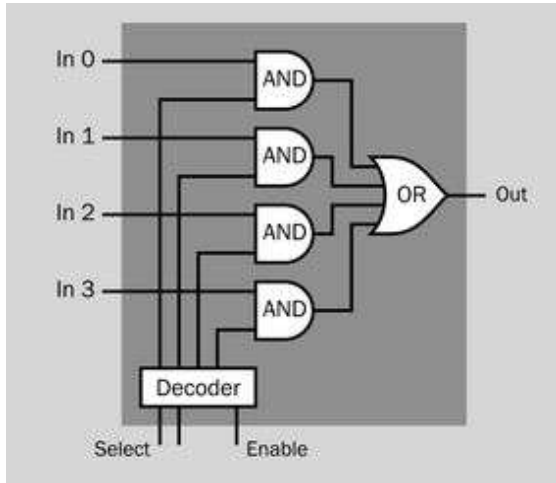 In 0
AND
In 1
AND
OR
Out
In 2
AND
In 3
AND
Decoder
Select
Enable